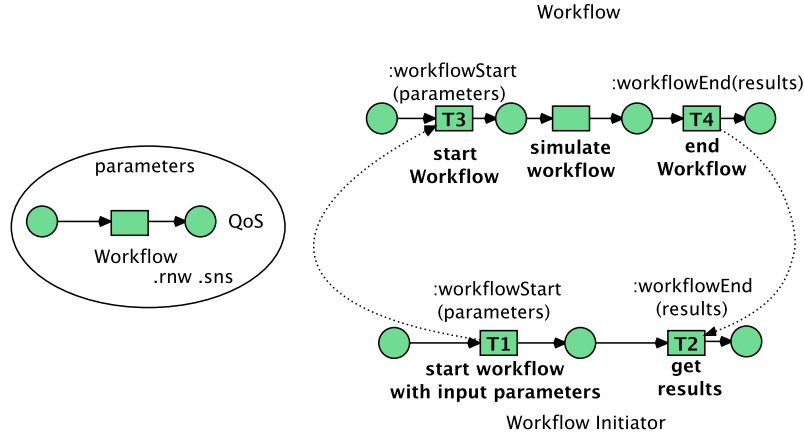 Workflow
:workflowStart
(parameters)
:workflowEnd(results)
T3
T4
start
Workflow
simulate
workflow
end
Workflow
parameters
QoS
Workflow
.rnw .sns
:workflowStart
(parameters)
:workflowEnd
(results)
T1
T2
start workflow
with input parameters
get
results
Workflow Initiator